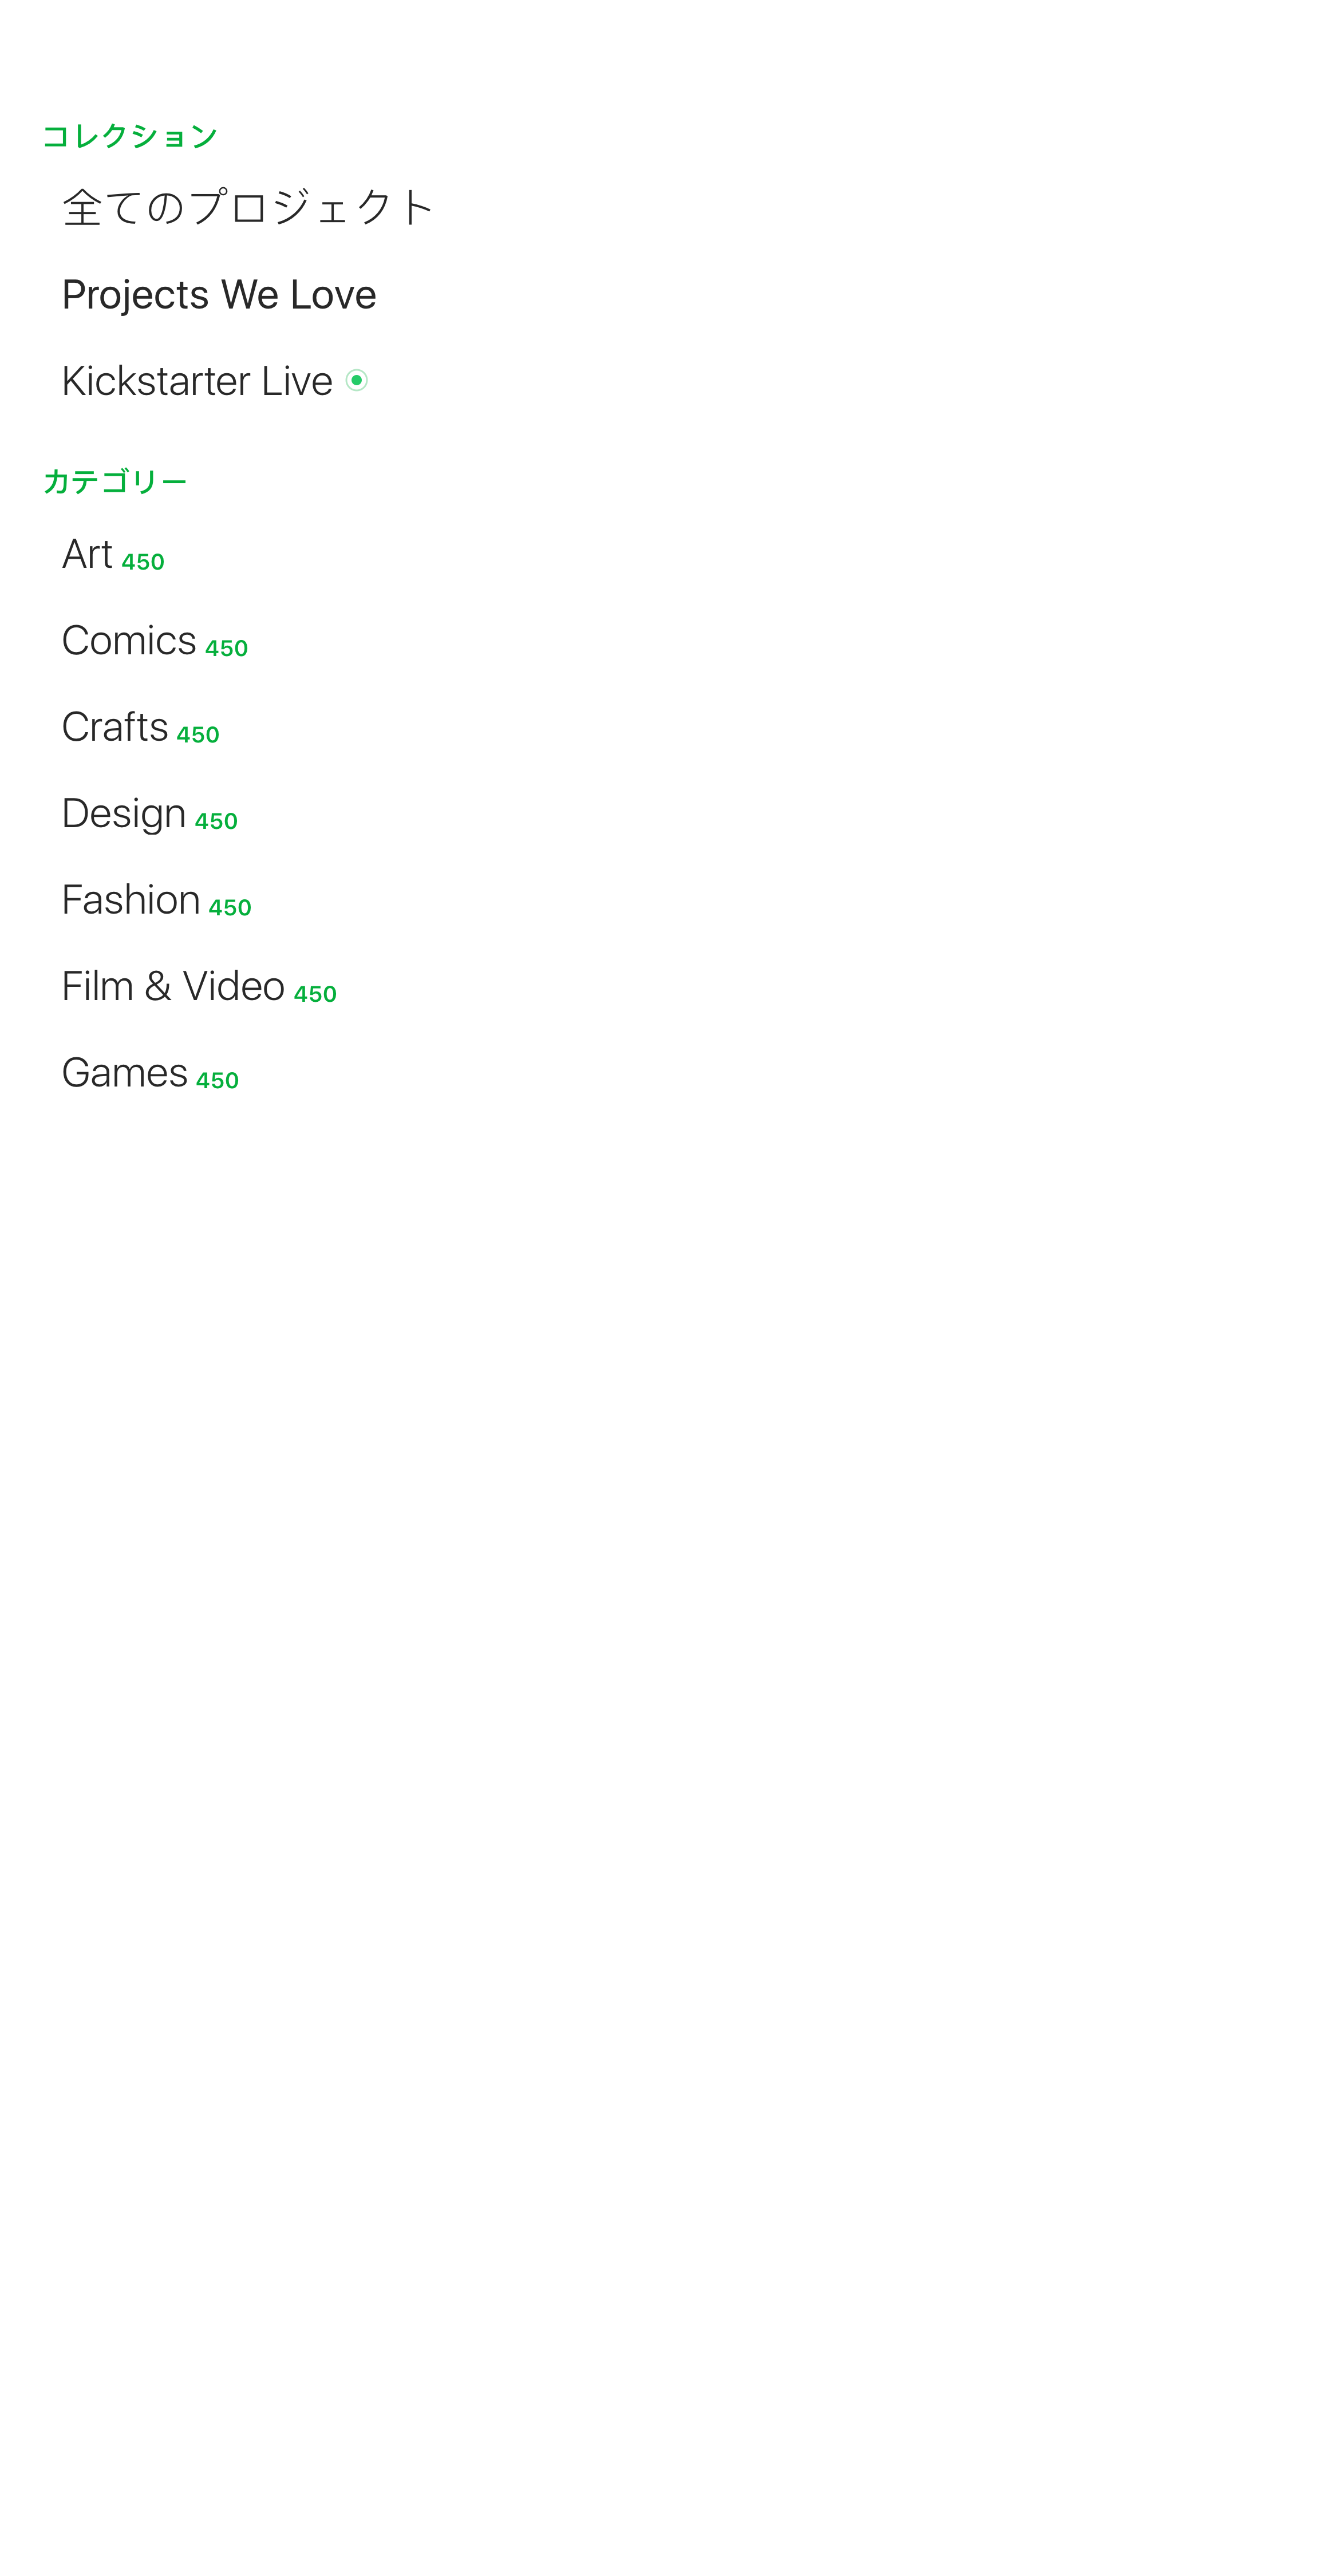 コレクション
全てのプロジェクト
Projects We Love
Kickstarter Live
カテゴリー
Art 450
Comics 450
Crafts 450
Design 450
Fashion 450
Film & Video 450
Games 450